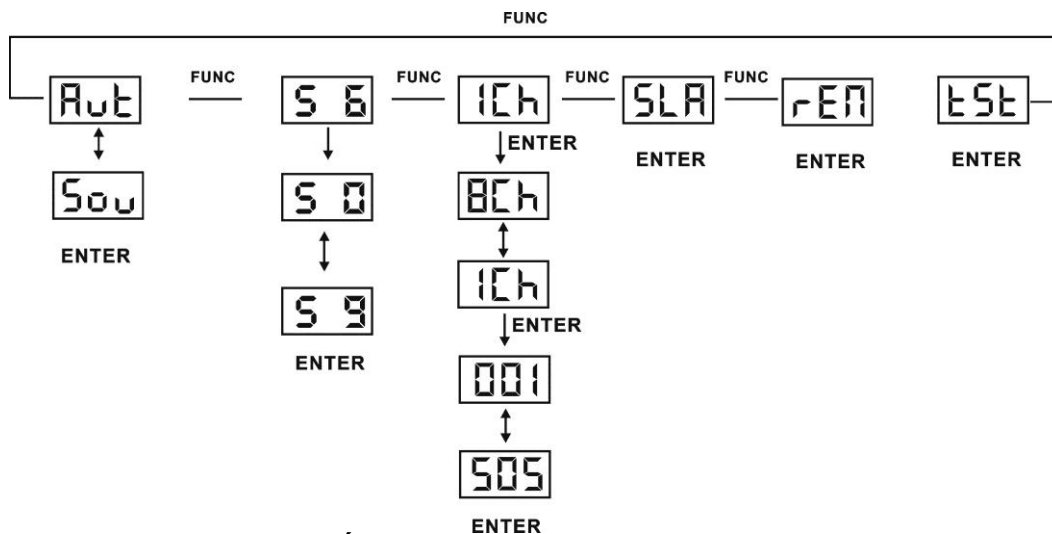 FUNC
Aut FUNC S 6 FUNC 1Ch FUNC SLA FUNC rEM tSt
ENTER
ENTER ENTER ENTER
Sou S 0 8Ch
ENTER
1Ch
S 9 ENTER
ENTER
001
505
ENTER